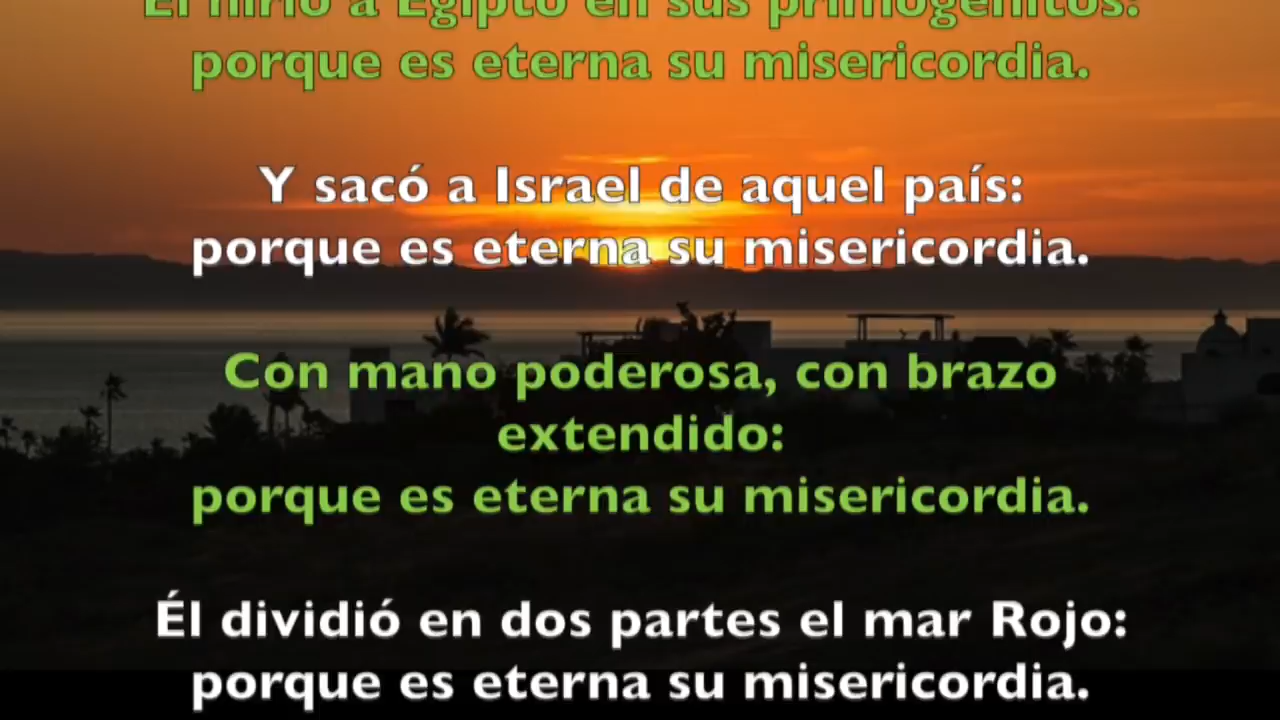 Él hirió a Egipto en sus primogénitos:
porque es eterna su misericordia.
Y sacó a Israel de aquel país:
porque es eterna su misericordia.
Con mano poderosa, con brazo
extendido:
porque es eterna su misericordia.
Él dividió en dos partes el mar Rojo:
porque es eterna su misericordia.